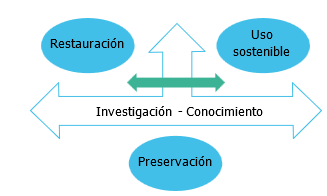 Restauración
Uso
sostenible
Investigación - Conocimiento
Preservación